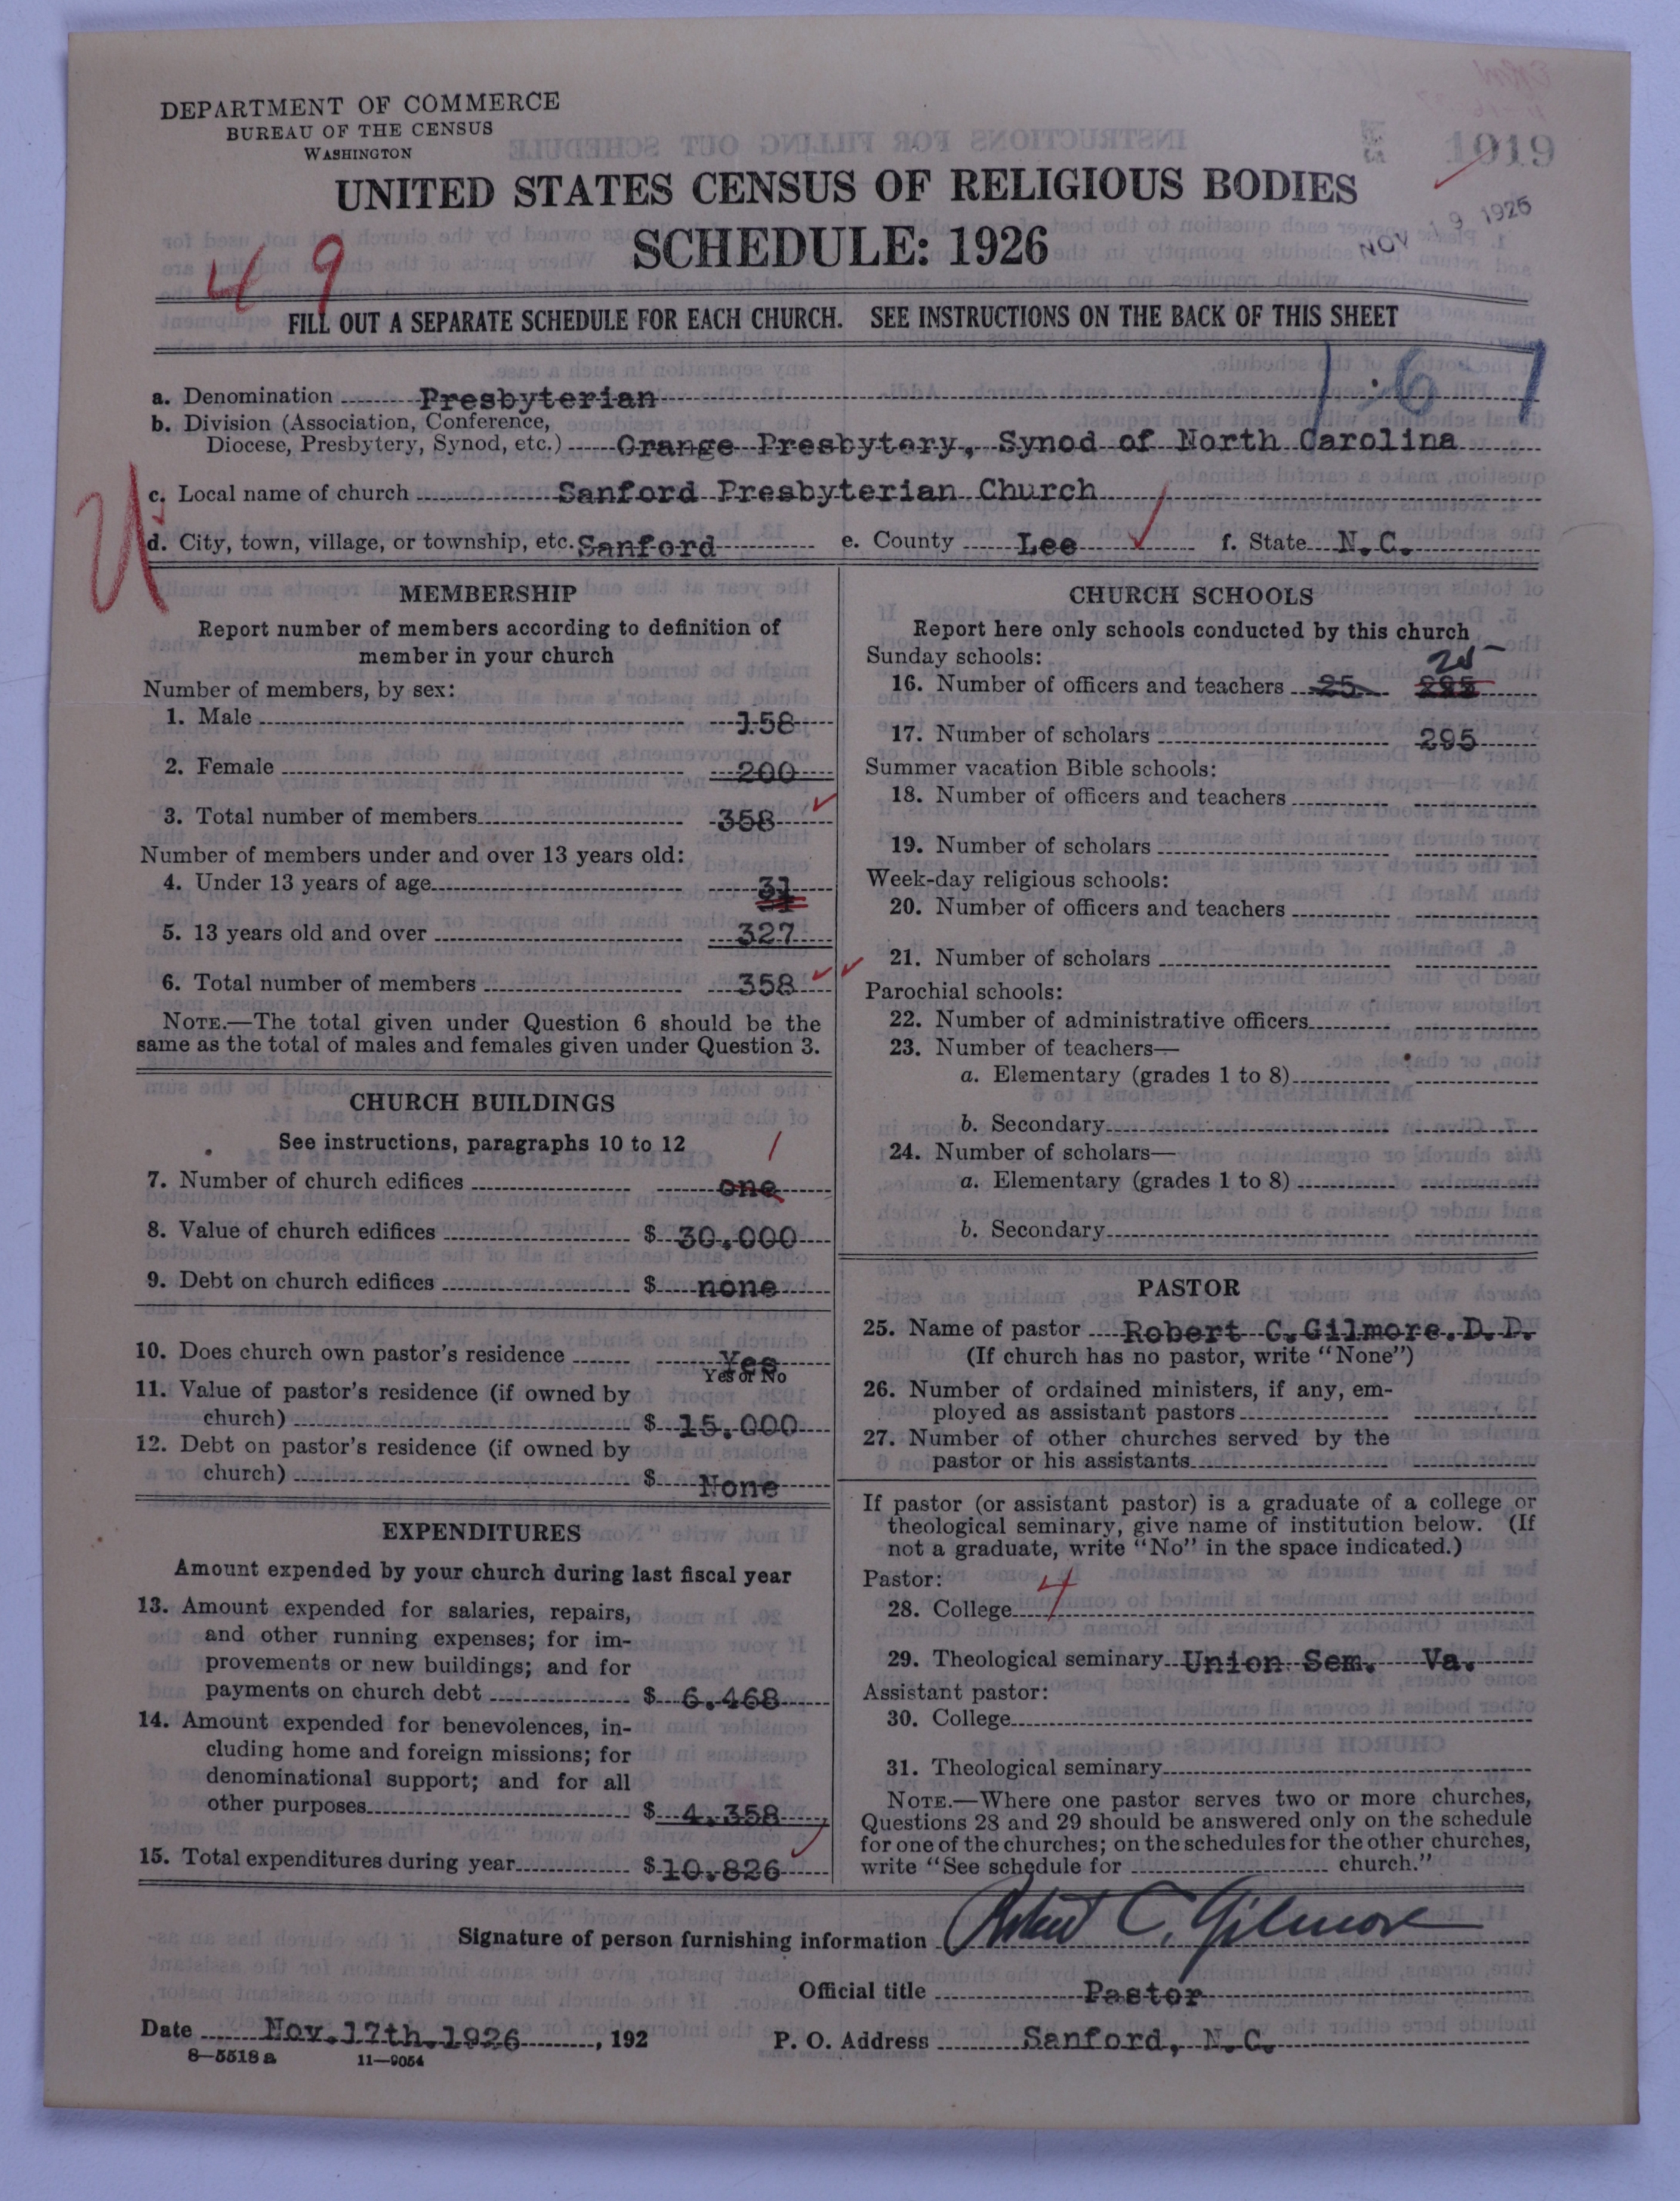 DEPARTMENT OF COMMERCE
BUREAU OF THE CENSUS
WASHINGTON
1919
UNITED STATES CENSUS OF RELIGIOUS BODIES
SCHEDULE: 1926
NOV 19 1926
49
FILL OUT A SEPARATE SCHEDULE FOR EACH CHURCH. SEE INSTRUCTIONS ON THE BACK OF THIS SHEET
a. Denomination Presbyterian
b. Division (Association, Conference,
Diocese, Presbytery, Synod, etc.) Orange Presbytery, Synod of North Carolina
c. Local name of church Sanford Presbyterian Church
d. City, town, village, or township, etc. Sanford e. County Lee f. State N.C.
MEMBERSHIP
Report number of members according to definition of
member in your church
Number of members, by sex:
1. Male 158
2. Female 200
3. Total number of members 358
Number of members under and over 13 years old:
4. Under 13 years of age 31
5. 13 years old and over 327
6. Total number of members 358
NOTE.—The total given under Question 6 should be the
same as the total of males and females given under Question 3.
CHURCH BUILDINGS
See instructions, paragraphs 10 to 12
1
7. Number of church edifices one
8. Value of church edifices $ 30,000
9. Debt on church edifices $ none
10. Does church own pastor's residence Yes
Yes or No
11. Value of pastor's residence (if owned by
church) $ 15,000
12. Debt on pastor's residence (if owned by
church) $ None
EXPENDITURES
Amount expended by your church during last fiscal year
13. Amount expended for salaries, repairs,
and other running expenses; for im-
provements or new buildings; and for
payments on church debt $ 6,468
14. Amount expended for benevolences, in-
cluding home and foreign missions; for
denominational support; and for all
other purposes $ 4,358
15. Total expenditures during year $ 10,826
CHURCH SCHOOLS
Report here only schools conducted by this church
Sunday schools:
25
16. Number of officers and teachers 25 295
17. Number of scholars 295
Summer vacation Bible schools:
18. Number of officers and teachers
19. Number of scholars
Week-day religious schools:
20. Number of officers and teachers
21. Number of scholars
Parochial schools:
22. Number of administrative officers
23. Number of teachers—
a. Elementary (grades 1 to 8)
b. Secondary
24. Number of scholars—
a. Elementary (grades 1 to 8)
b. Secondary
PASTOR
25. Name of pastor Robert C.Gilmore.D.D.
(If church has no pastor, write "None")
26. Number of ordained ministers, if any, em-
ployed as assistant pastors
27. Number of other churches served by the
pastor or his assistants
If pastor (or assistant pastor) is a graduate of a college or
theological seminary, give name of institution below. (If
not a graduate, write "No" in the space indicated.)
Pastor:
28. College 4
29. Theological seminary Union Sem. Va.
Assistant pastor:
30. College
31. Theological seminary
NOTE.—Where one pastor serves two or more churches,
Questions 28 and 29 should be answered only on the schedule
for one of the churches; on the schedules for the other churches,
write "See schedule for church."
Signature of person furnishing information Robert C. Gilmore
Official title Pastor
Date Nov.17th.1926, 192 P. O. Address Sanford, N.C.
8—5518 a 11—9054